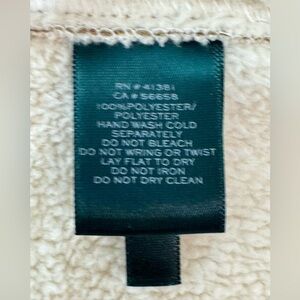 RN # 41381
CA # 56658
100% POLYESTER/
POLYESTER
HAND WASH COLD
SEPARATELY
DO NOT BLEACH
DO NOT WRING OR TWIST
LAY FLAT TO DRY
DO NOT IRON
DO NOT DRY CLEAN